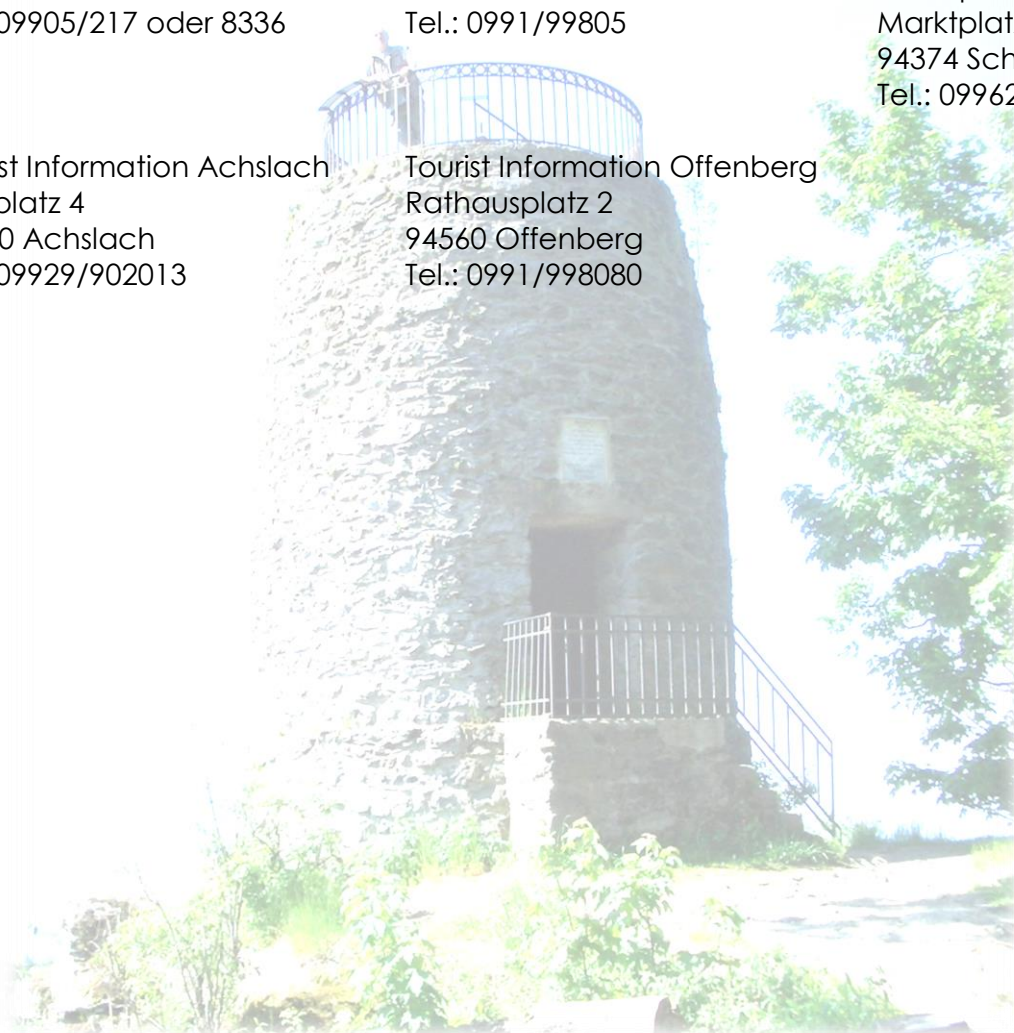 09905/217 oder 8336
Tel.: 0991/99805
Marktplat
94374 Sch
Tel.: 09962
st Information Achslach
platz 4
0 Achslach
09929/902013
Tourist Information Offenberg
Rathausplatz 2
94560 Offenberg
Tel.: 0991/998080